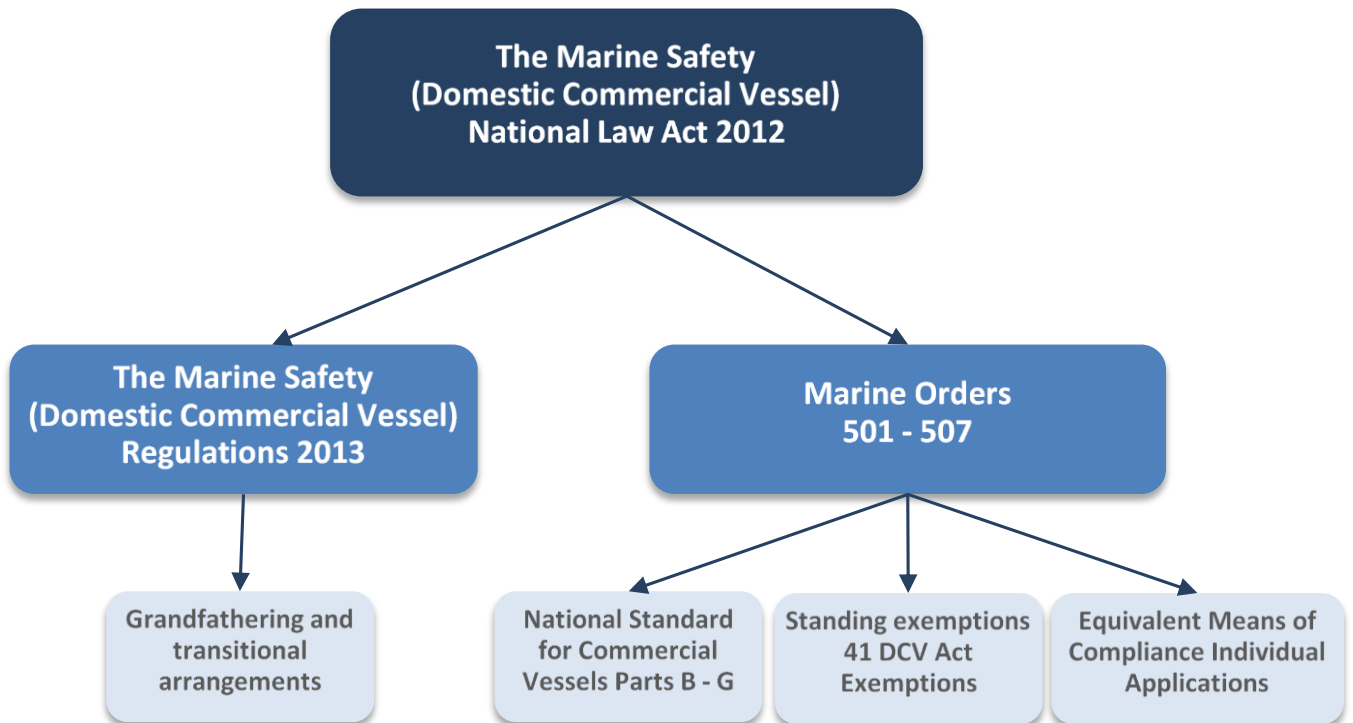 The Marine Safety
(Domestic Commercial Vessel)
National Law Act 2012
The Marine Safety
(Domestic Commercial Vessel)
Regulations 2013
Marine Orders
501 - 507
Grandfathering and
transitional
arrangements
National Standard
for Commercial
Vessels Parts B - G
Standing exemptions
41 DCV Act
Exemptions
Equivalent Means of
Compliance Individual
Applications